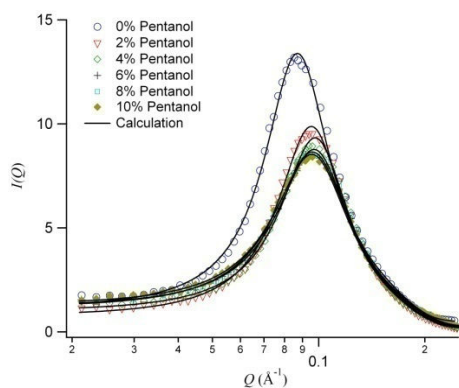 0% Pentanol
2% Pentanol
4% Pentanol
6% Pentanol
8% Pentanol
10% Pentanol
Calculation
15
10
5
0
I(Q)
2 3 4 5 6 7 8 9 0.1 2
Q (Å⁻¹)